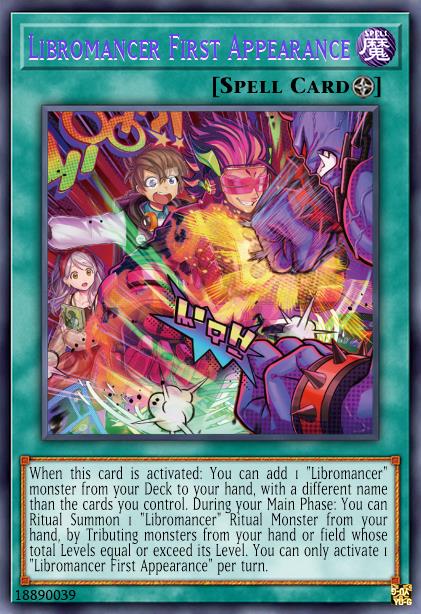 Libromancer First Appearance
SPELL
魔
[Spell Card]
When this card is activated: You can add 1 "Libromancer"
monster from your Deck to your hand, with a different name
than the cards you control. During your Main Phase: You can
Ritual Summon 1 "Libromancer" Ritual Monster from your
hand, by Tributing monsters from your hand or field whose
total Levels equal or exceed its Level. You can only activate 1
"Libromancer First Appearance" per turn.
18890039